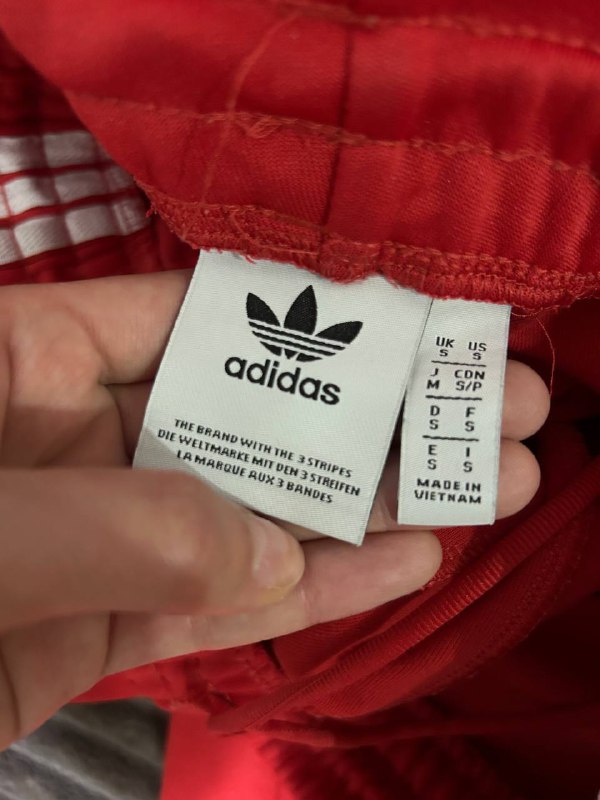 adidas
THE BRAND WITH THE 3 STRIPES
DIE WELTMARKE MIT DEN 3 STREIFEN
LA MARQUE AUX 3 BANDES
UK US
S S
J CDN
M S/P
D F
S S
E I
S S
MADE IN
VIETNAM